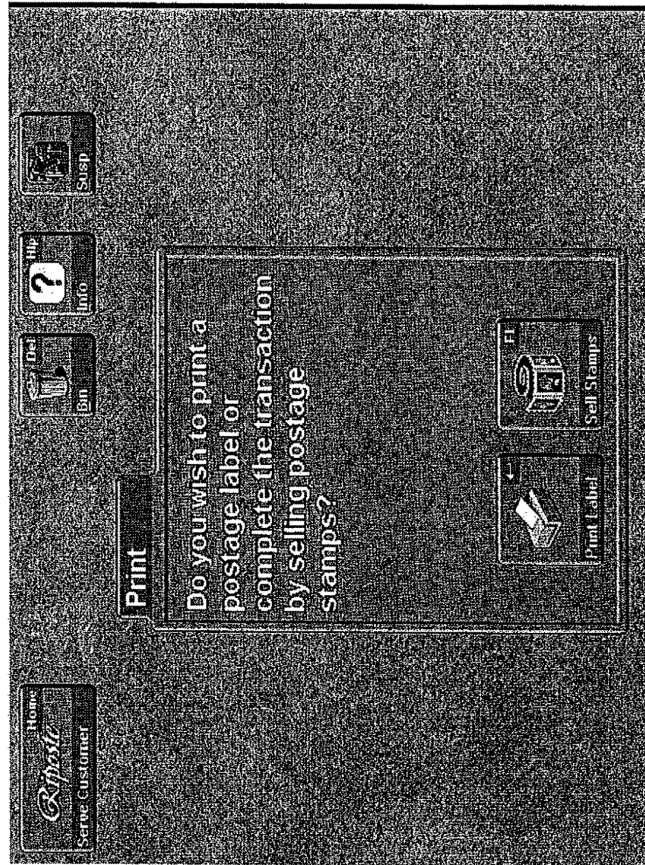 Home
Riposte
Serve Customer
Del
Bin
Hlp
?
Info
Susp
Print
Do you wish to print a
postage label or
complete the transaction
by selling postage
stamps?
Print Label
F1
Sell Stamps